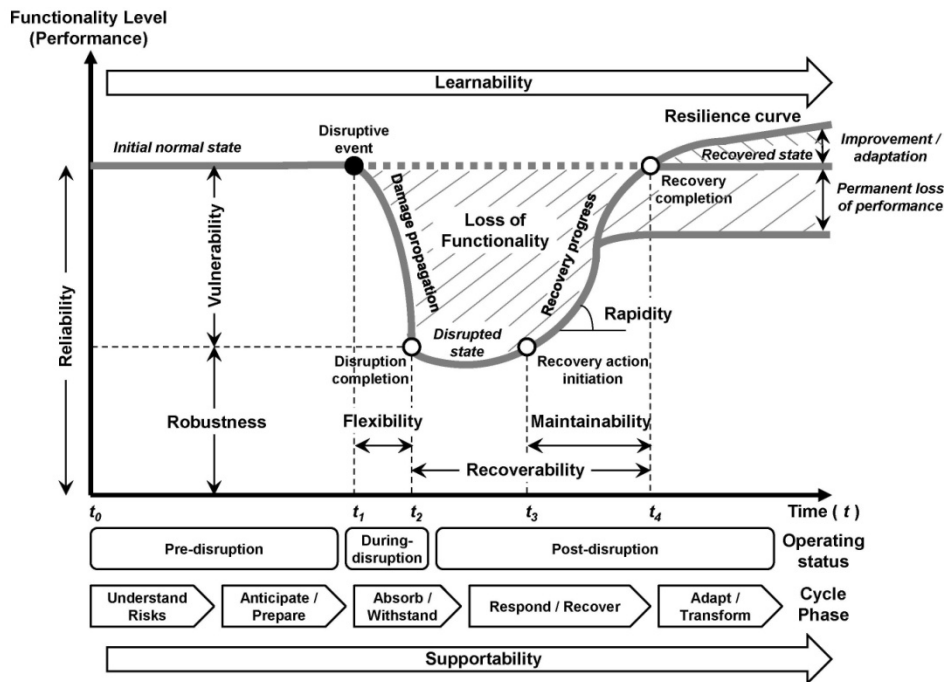 Functionality Level
(Performance)
Learnability
Resilience curve
Initial normal state
Disruptive
event
Recovered state
Improvement /
adaptation
Recovery
completion
Permanent loss
of performance
Damage propagation
Loss of
Functionality
Recovery progress
Vulnerability
Reliability
Rapidity
Disrupted
state
Disruption
completion
Recovery action
initiation
Robustness
Flexibility
Maintainability
Recoverability
t0
t1
t2
t3
t4
Time ( t )
Pre-disruption
During-
disruption
Post-disruption
Operating
status
Understand
Risks
Anticipate /
Prepare
Absorb /
Withstand
Respond / Recover
Adapt /
Transform
Cycle
Phase
Supportability